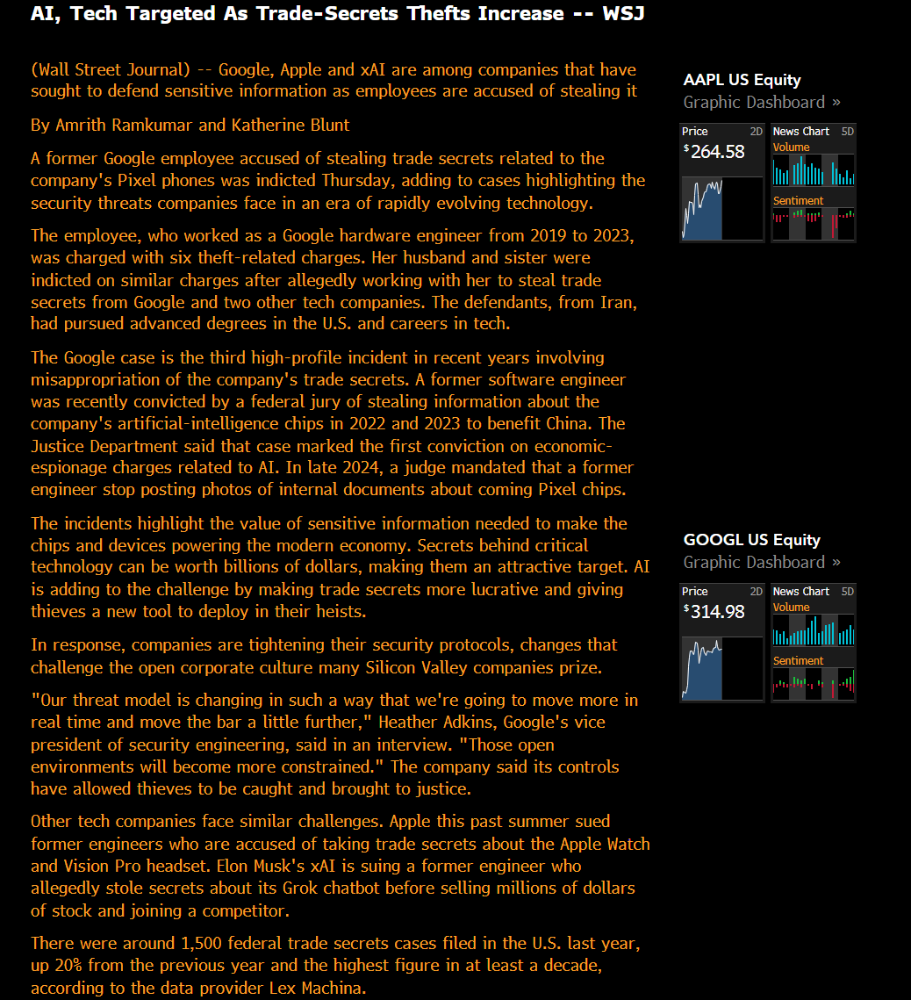 AI, Tech Targeted As Trade-Secrets Thefts Increase -- WSJ
(Wall Street Journal) -- Google, Apple and xAI are among companies that have
sought to defend sensitive information as employees are accused of stealing it
By Amrith Ramkumar and Katherine Blunt
A former Google employee accused of stealing trade secrets related to the
company's Pixel phones was indicted Thursday, adding to cases highlighting the
security threats companies face in an era of rapidly evolving technology.
The employee, who worked as a Google hardware engineer from 2019 to 2023,
was charged with six theft-related charges. Her husband and sister were
indicted on similar charges after allegedly working with her to steal trade
secrets from Google and two other tech companies. The defendants, from Iran,
had pursued advanced degrees in the U.S. and careers in tech.
The Google case is the third high-profile incident in recent years involving
misappropriation of the company's trade secrets. A former software engineer
was recently convicted by a federal jury of stealing information about the
company's artificial-intelligence chips in 2022 and 2023 to benefit China. The
Justice Department said that case marked the first conviction on economic-
espionage charges related to AI. In late 2024, a judge mandated that a former
engineer stop posting photos of internal documents about coming Pixel chips.
The incidents highlight the value of sensitive information needed to make the
chips and devices powering the modern economy. Secrets behind critical
technology can be worth billions of dollars, making them an attractive target. AI
is adding to the challenge by making trade secrets more lucrative and giving
thieves a new tool to deploy in their heists.
In response, companies are tightening their security protocols, changes that
challenge the open corporate culture many Silicon Valley companies prize.
"Our threat model is changing in such a way that we're going to move more in
real time and move the bar a little further," Heather Adkins, Google's vice
president of security engineering, said in an interview. "Those open
environments will become more constrained." The company said its controls
have allowed thieves to be caught and brought to justice.
Other tech companies face similar challenges. Apple this past summer sued
former engineers who are accused of taking trade secrets about the Apple Watch
and Vision Pro headset. Elon Musk's xAI is suing a former engineer who
allegedly stole secrets about its Grok chatbot before selling millions of dollars
of stock and joining a competitor.
There were around 1,500 federal trade secrets cases filed in the U.S. last year,
up 20% from the previous year and the highest figure in at least a decade,
according to the data provider Lex Machina.
AAPL US Equity
Graphic Dashboard »
Price 2D
$264.58
News Chart 5D
Volume
Sentiment
GOOGL US Equity
Graphic Dashboard »
Price 2D
$314.98
News Chart 5D
Volume
Sentiment